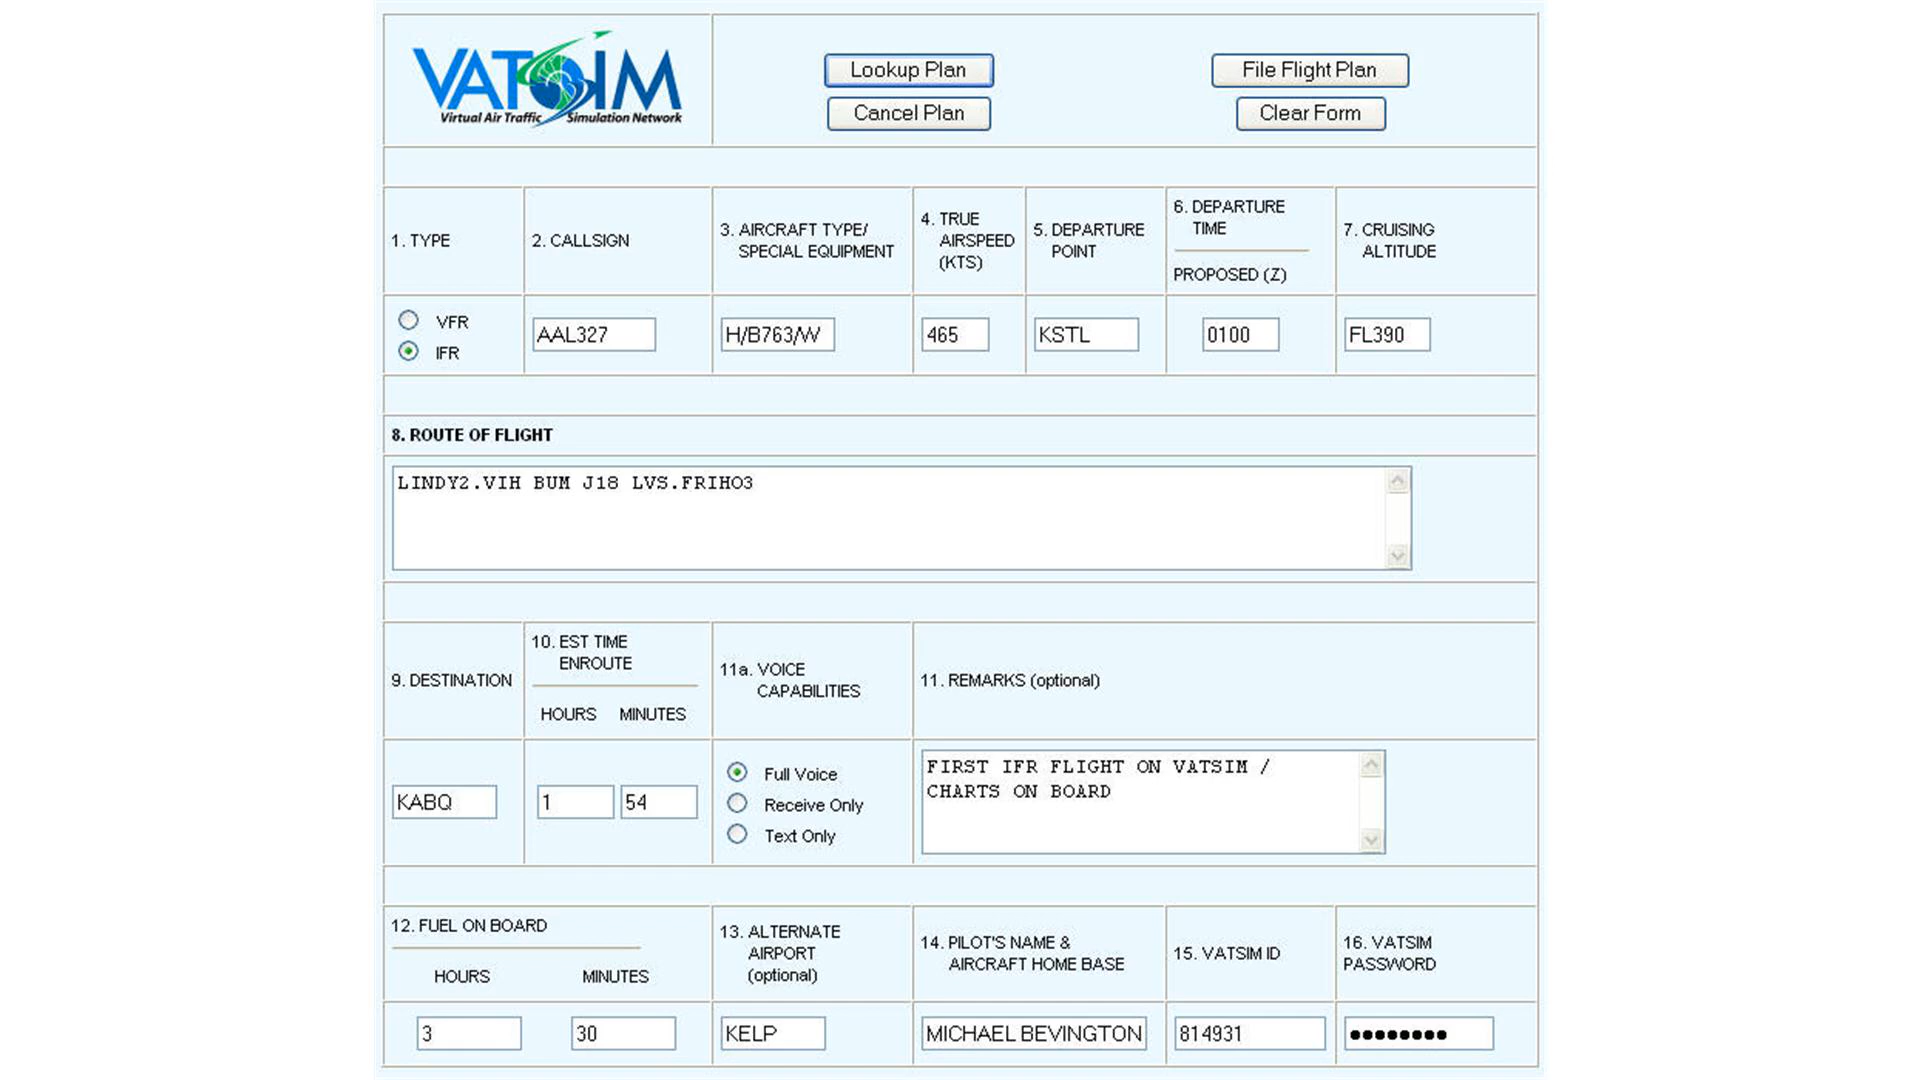 VATSIM
Virtual Air Traffic Simulation Network
Lookup Plan
File Flight Plan
Cancel Plan
Clear Form
1. TYPE
2. CALLSIGN
3. AIRCRAFT TYPE/
SPECIAL EQUIPMENT
4. TRUE
AIRSPEED
(KTS)
5. DEPARTURE
POINT
6. DEPARTURE
TIME
PROPOSED (Z)
7. CRUISING
ALTITUDE
VFR
IFR
AAL327
H/B763/W
465
KSTL
0100
FL390
8. ROUTE OF FLIGHT
LINDY2.VIH BUM J18 LVS.FRIHO3
9. DESTINATION
10. EST TIME
ENROUTE
HOURS MINUTES
11a. VOICE
CAPABILITIES
11. REMARKS (optional)
KABQ
1
54
Full Voice
Receive Only
Text Only
FIRST IFR FLIGHT ON VATSIM /
CHARTS ON BOARD
12. FUEL ON BOARD
HOURS MINUTES
13. ALTERNATE
AIRPORT
(optional)
14. PILOT'S NAME &
AIRCRAFT HOME BASE
15. VATSIM ID
16. VATSIM
PASSWORD
3
30
KELP
MICHAEL BEVINGTON
814931
●●●●●●●●